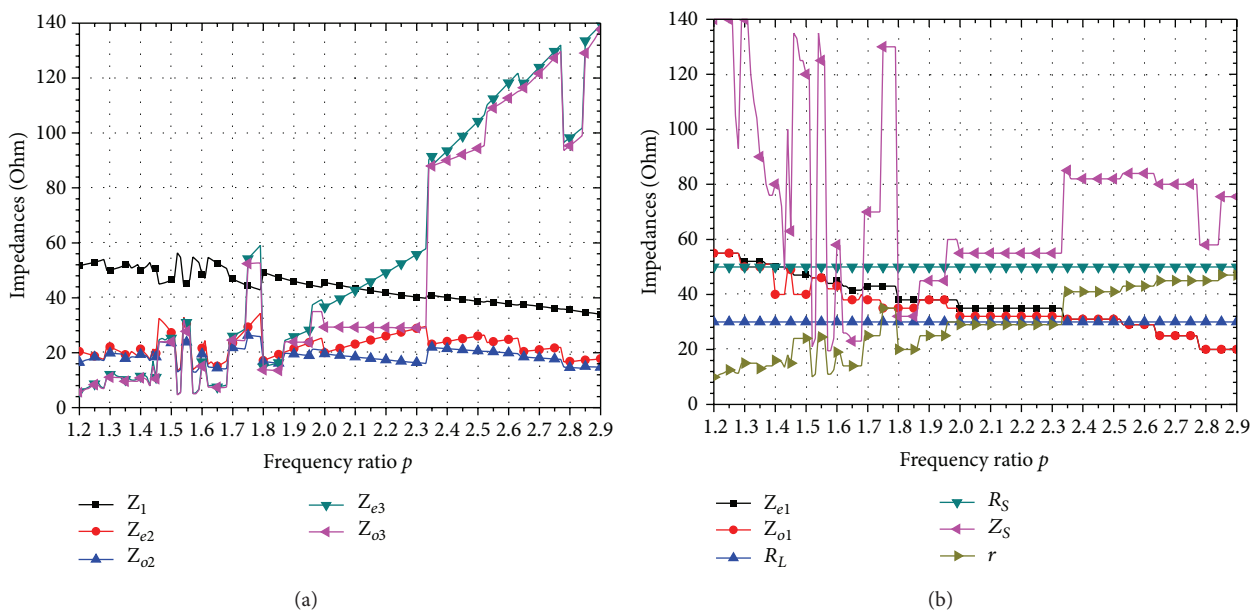 140
120
100
80
60
40
20
0
Impedances (Ohm)
1.2 1.3 1.4 1.5 1.6 1.7 1.8 1.9 2.0 2.1 2.2 2.3 2.4 2.5 2.6 2.7 2.8 2.9
Frequency ratio p
Z1
Ze2
Zo2
Ze3
Zo3
(a)
140
120
100
80
60
40
20
0
Impedances (Ohm)
1.2 1.3 1.4 1.5 1.6 1.7 1.8 1.9 2.0 2.1 2.2 2.3 2.4 2.5 2.6 2.7 2.8 2.9
Frequency ratio p
Ze1
Zo1
RL
RS
ZS
r
(b)